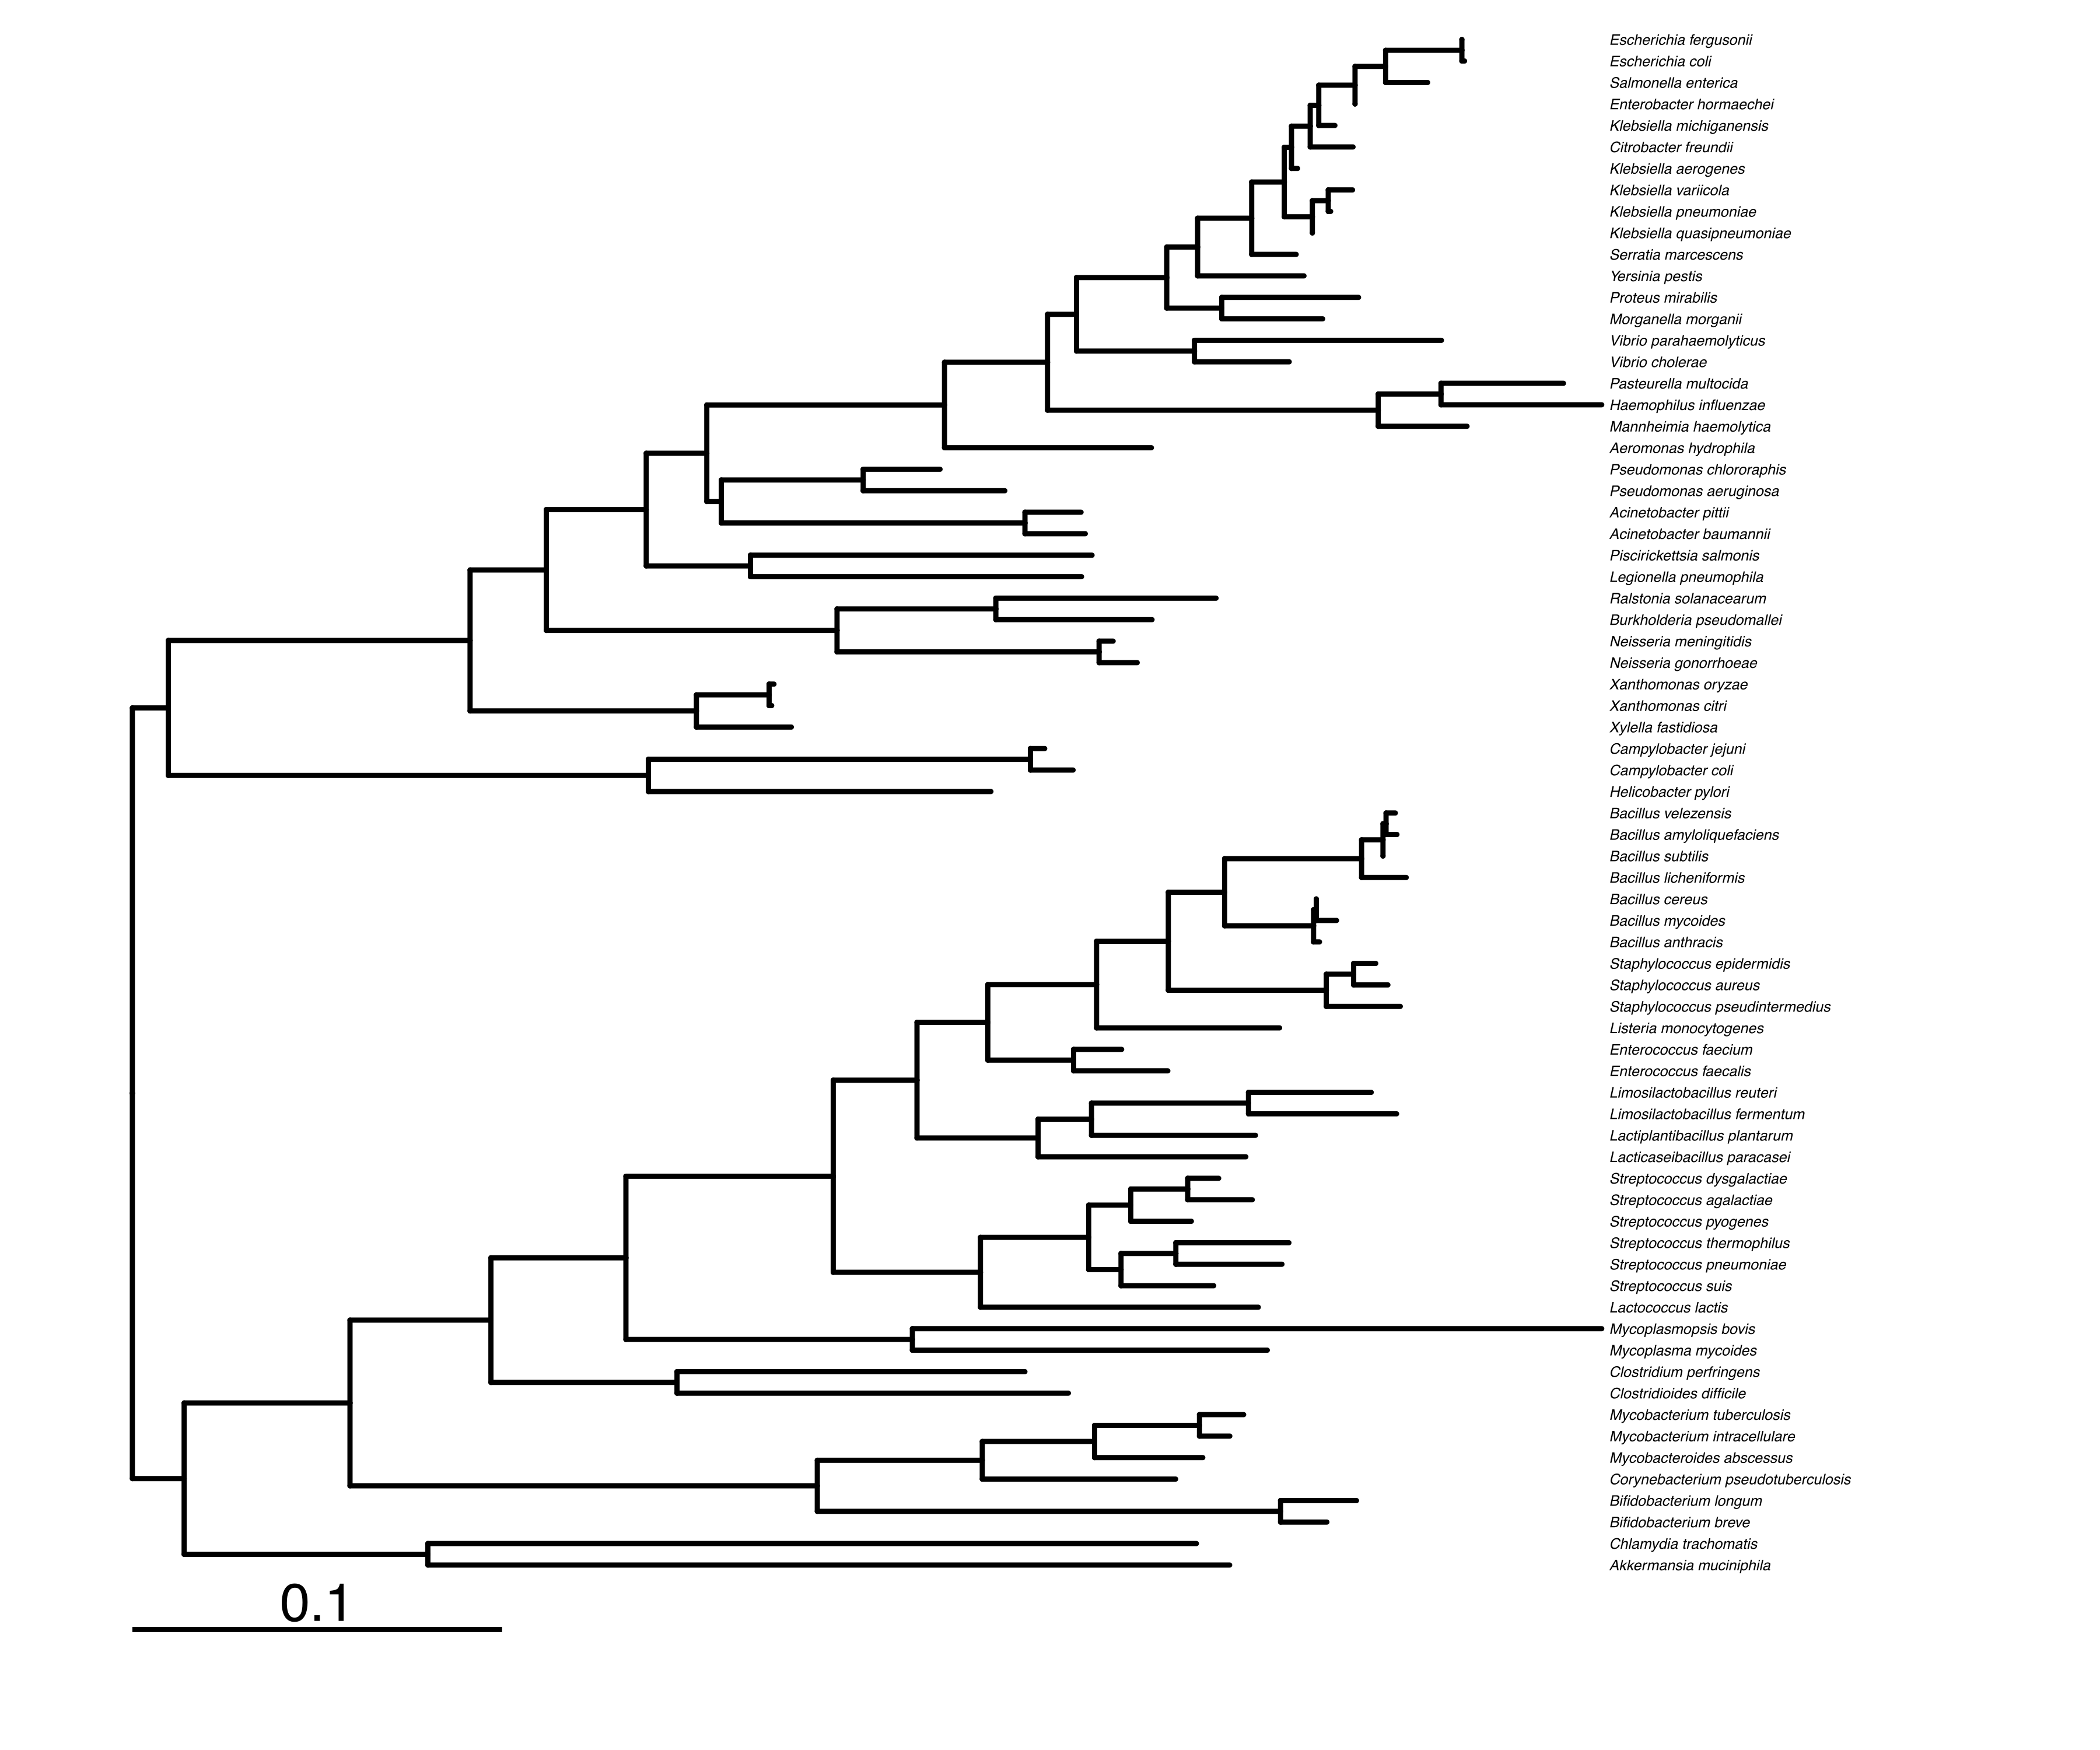 Escherichia fergusonii
Escherichia coli
Salmonella enterica
Enterobacter hormaechei
Klebsiella michiganensis
Citrobacter freundii
Klebsiella aerogenes
Klebsiella variicola
Klebsiella pneumoniae
Klebsiella quasipneumoniae
Serratia marcescens
Yersinia pestis
Proteus mirabilis
Morganella morganii
Vibrio parahaemolyticus
Vibrio cholerae
Pasteurella multocida
Haemophilus influenzae
Mannheimia haemolytica
Aeromonas hydrophila
Pseudomonas chlororaphis
Pseudomonas aeruginosa
Acinetobacter pittii
Acinetobacter baumannii
Piscirickettsia salmonis
Legionella pneumophila
Ralstonia solanacearum
Burkholderia pseudomallei
Neisseria meningitidis
Neisseria gonorrhoeae
Xanthomonas oryzae
Xanthomonas citri
Xylella fastidiosa
Campylobacter jejuni
Campylobacter coli
Helicobacter pylori
Bacillus velezensis
Bacillus amyloliquefaciens
Bacillus subtilis
Bacillus licheniformis
Bacillus cereus
Bacillus mycoides
Bacillus anthracis
Staphylococcus epidermidis
Staphylococcus aureus
Staphylococcus pseudintermedius
Listeria monocytogenes
Enterococcus faecium
Enterococcus faecalis
Limosilactobacillus reuteri
Limosilactobacillus fermentum
Lactiplantibacillus plantarum
Lacticaseibacillus paracasei
Streptococcus dysgalactiae
Streptococcus agalactiae
Streptococcus pyogenes
Streptococcus thermophilus
Streptococcus pneumoniae
Streptococcus suis
Lactococcus lactis
Mycoplasmopsis bovis
Mycoplasma mycoides
Clostridium perfringens
Clostridioides difficile
Mycobacterium tuberculosis
Mycobacterium intracellulare
Mycobacteroides abscessus
Corynebacterium pseudotuberculosis
Bifidobacterium longum
Bifidobacterium breve
Chlamydia trachomatis
Akkermansia muciniphila
0.1